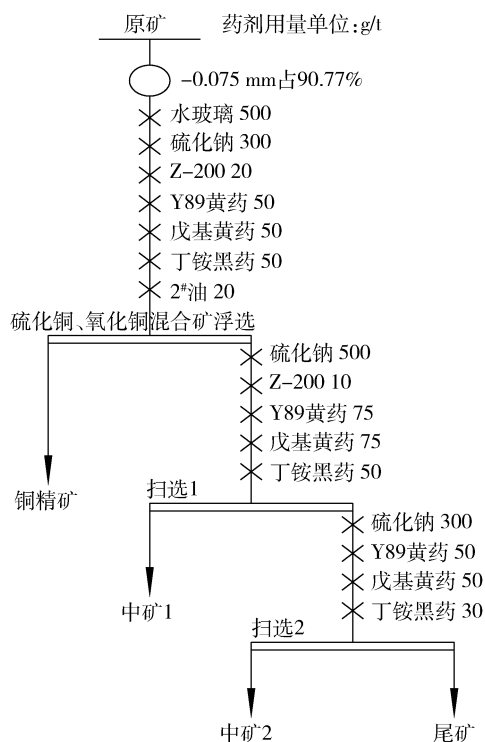 原矿 药剂用量单位:g/t
-0.075 mm占90.77%
水玻璃 500
硫化钠 300
Z-200 20
Y89黄药 50
戊基黄药 50
丁铵黑药 50
2#油 20
硫化铜、氧化铜混合矿浮选
硫化钠 500
Z-200 10
Y89黄药 75
戊基黄药 75
丁铵黑药 50
铜精矿
扫选1
硫化钠 300
Y89黄药 50
戊基黄药 50
丁铵黑药 30
中矿1
扫选2
中矿2
尾矿